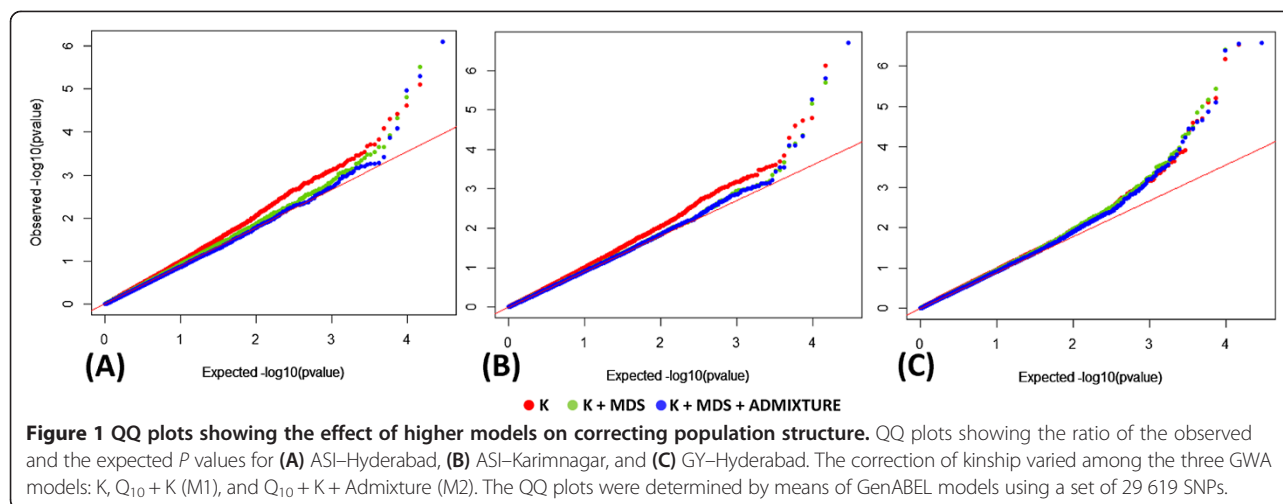 6
5
4
3
2
1
0
Observed -log10(pvalue)
0 1 2 3 4
Expected -log10(pvalue)
(A)
6
5
4
3
2
1
0
0 1 2 3 4
Expected -log10(pvalue)
(B)
6
5
4
3
2
1
0
0 1 2 3 4
Expected -log10(pvalue)
(C)
K K + MDS K + MDS + ADMIXTURE
Figure 1 QQ plots showing the effect of higher models on correcting population structure. QQ plots showing the ratio of the observed
and the expected P values for (A) ASI–Hyderabad, (B) ASI–Karimnagar, and (C) GY–Hyderabad. The correction of kinship varied among the three GWA
models: K, Q10 + K (M1), and Q10 + K + Admixture (M2). The QQ plots were determined by means of GenABEL models using a set of 29 619 SNPs.